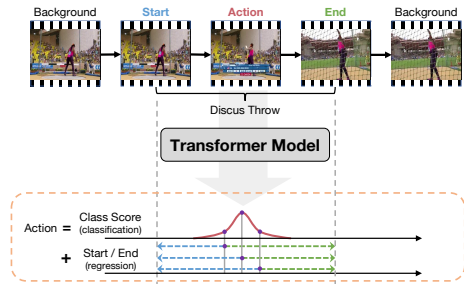 Background
Start
Action
End
Background
Discus Throw
Transformer Model
Action = Class Score
(classification)
+ Start / End
(regression)